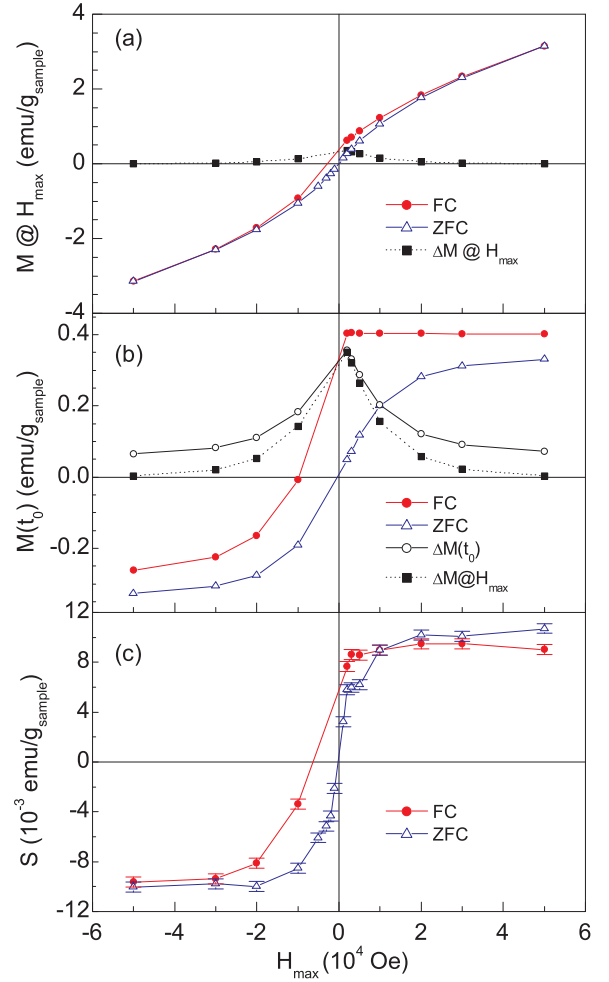 (a)
M @ H_max (emu/g_sample)
4
2
0
-2
-4
FC
ZFC
ΔM @ H_max
(b)
M(t_0) (emu/g_sample)
0.4
0.2
0.0
-0.2
FC
ZFC
ΔM(t_0)
ΔM@H_max
(c)
S (10^-3 emu/g_sample)
12
8
4
0
-4
-8
-12
FC
ZFC
-6 -4 -2 0 2 4 6
H_max (10^4 Oe)